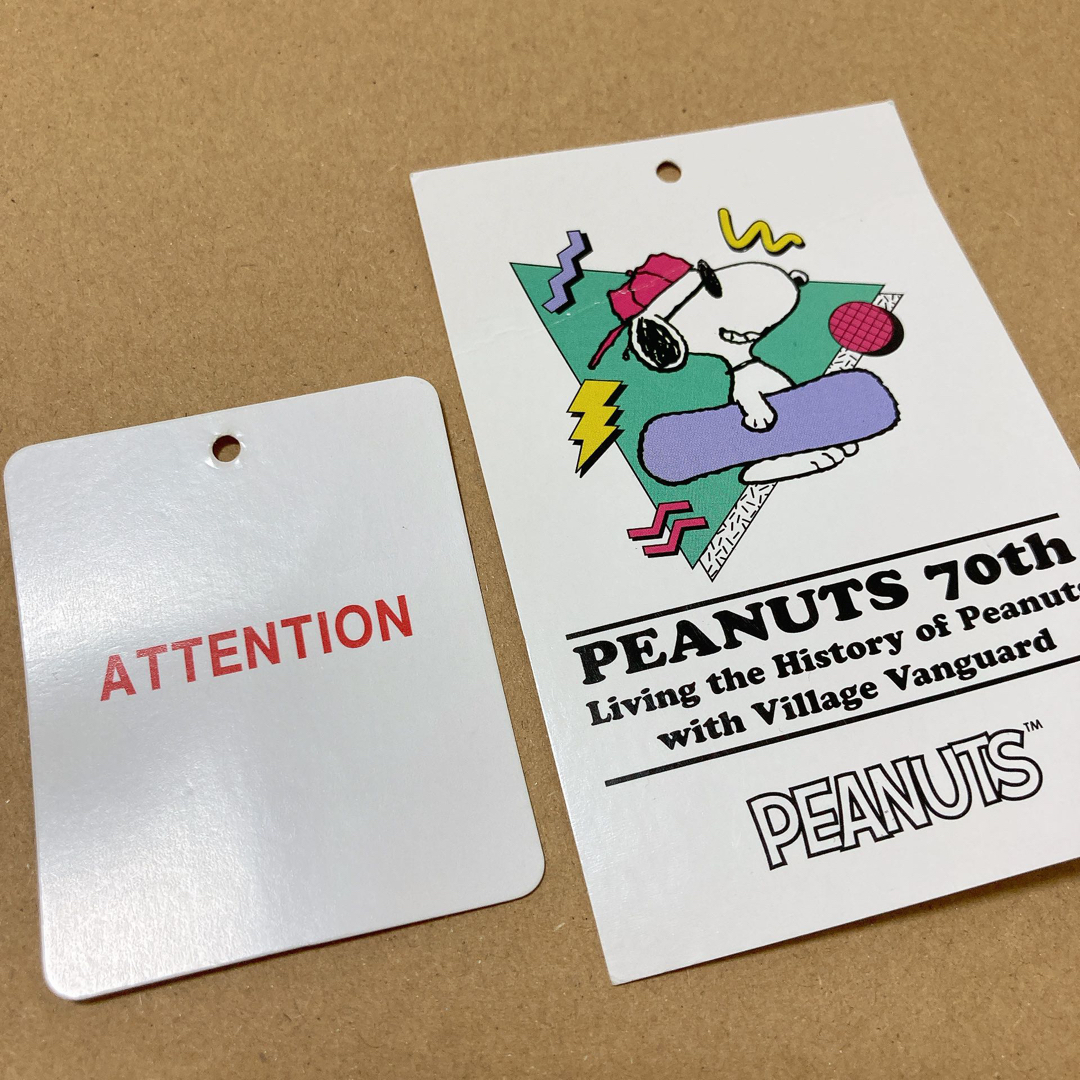 ATTENTION
PEANUTS 70th
Living the History of Peanuts
with Village Vanguard
PEANUTS™